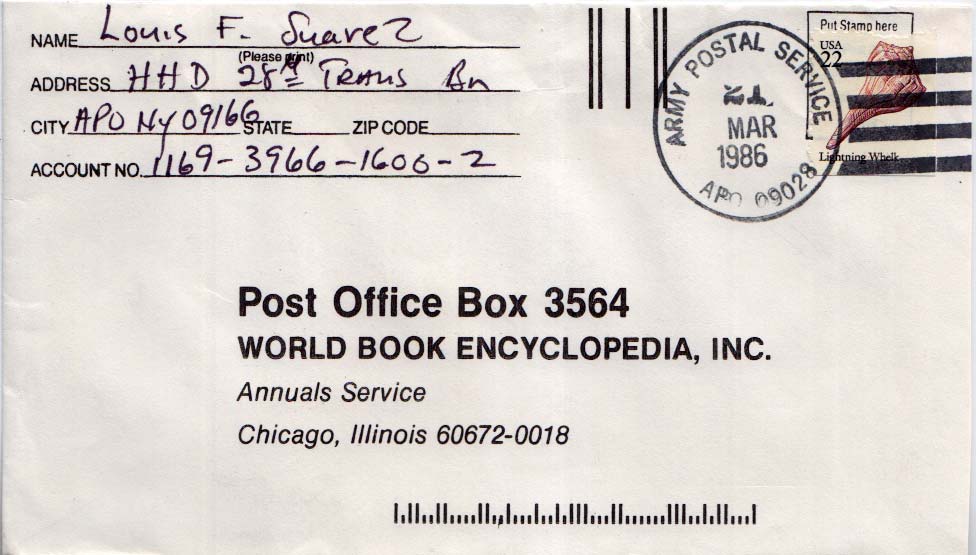 NAME Louis F. Suarez
(Please print)
ADDRESS HHD 28th Trans Bn
CITY APO NY 09166 STATE ZIP CODE
ACCOUNT NO. 1169-3966-1600-2
ARMY POSTAL SERVICE
21
MAR
1986
APO 09028
Put Stamp here
USA
22
Lightning Whelk
Post Office Box 3564
WORLD BOOK ENCYCLOPEDIA, INC.
Annuals Service
Chicago, Illinois 60672-0018